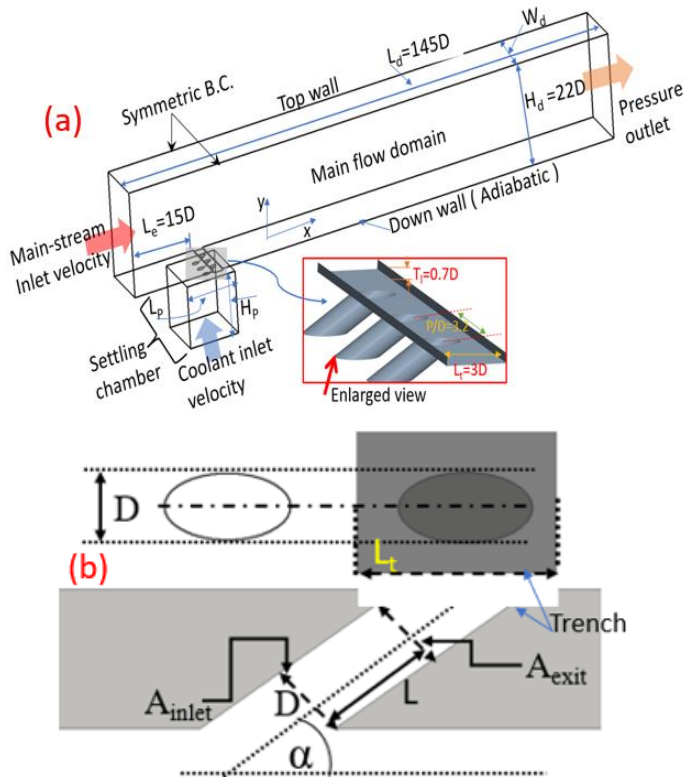 W_d
L_d=145D
Symmetric B.C.
Top wall
(a)
H_d=22D
Pressure
outlet
Main flow domain
L_e=15D
y
x
Down wall ( Adiabatic )
Main-stream
Inlet velocity
T_l=0.7D
L_P
H_P
P/D=3.2
Settling
chamber
Coolant inlet
velocity
L_t=3D
Enlarged view
D
(b)
L_t
Trench
A_inlet
D
L
A_exit
α